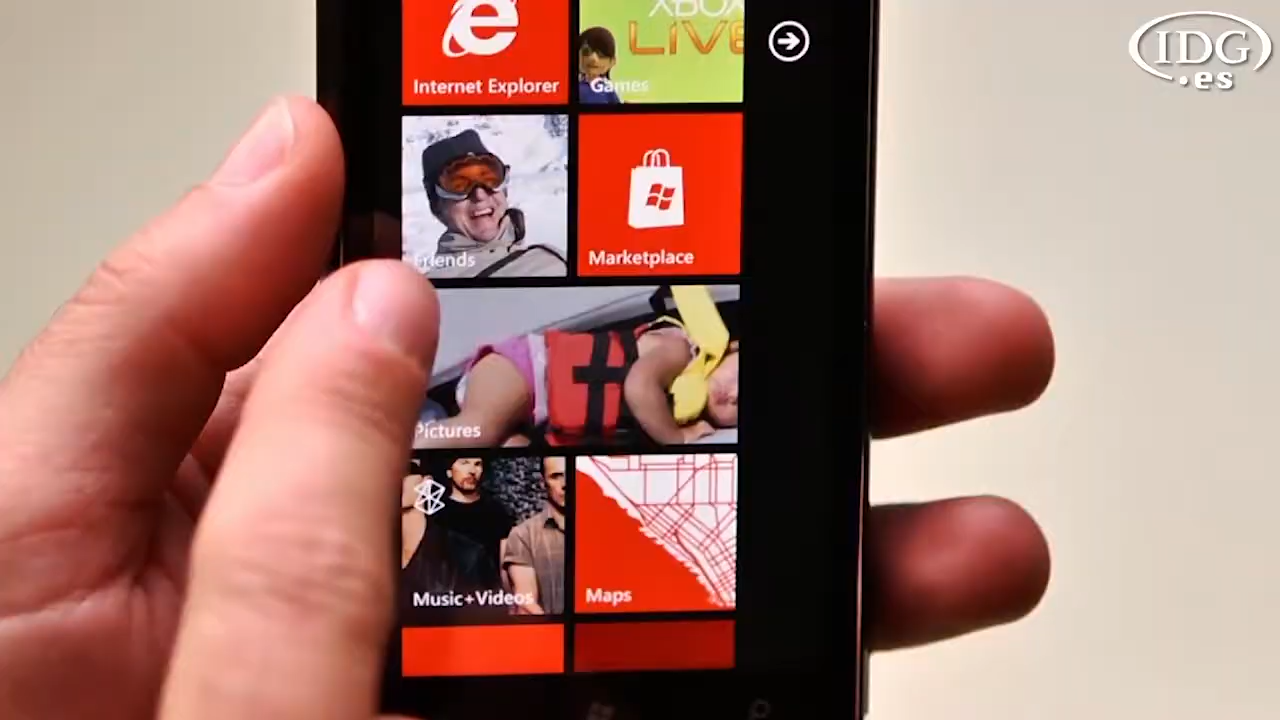 XBOX
LIVE
Internet Explorer
Games
IDG
.es
Friends
Marketplace
Pictures
Music+Videos
Maps